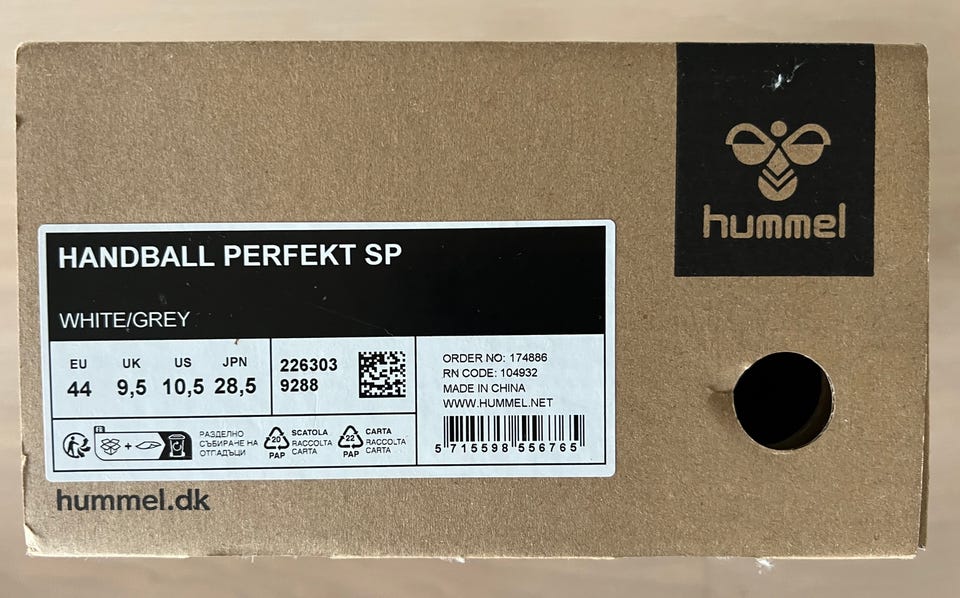 hummel
HANDBALL PERFEKT SP
WHITE/GREY
EU UK US JPN
44 9,5 10,5 28,5
226303
9288
ORDER NO: 174886
RN CODE: 104932
MADE IN CHINA
WWW.HUMMEL.NET
5 715598 556765
FR
+
РАЗДЕЛНО
СЪБИРАНЕ НА
ОТПАДЪЦИ
20
PAP
SCATOLA
RACCOLTA
CARTA
22
PAP
CARTA
RACCOLTA
CARTA
hummel.dk